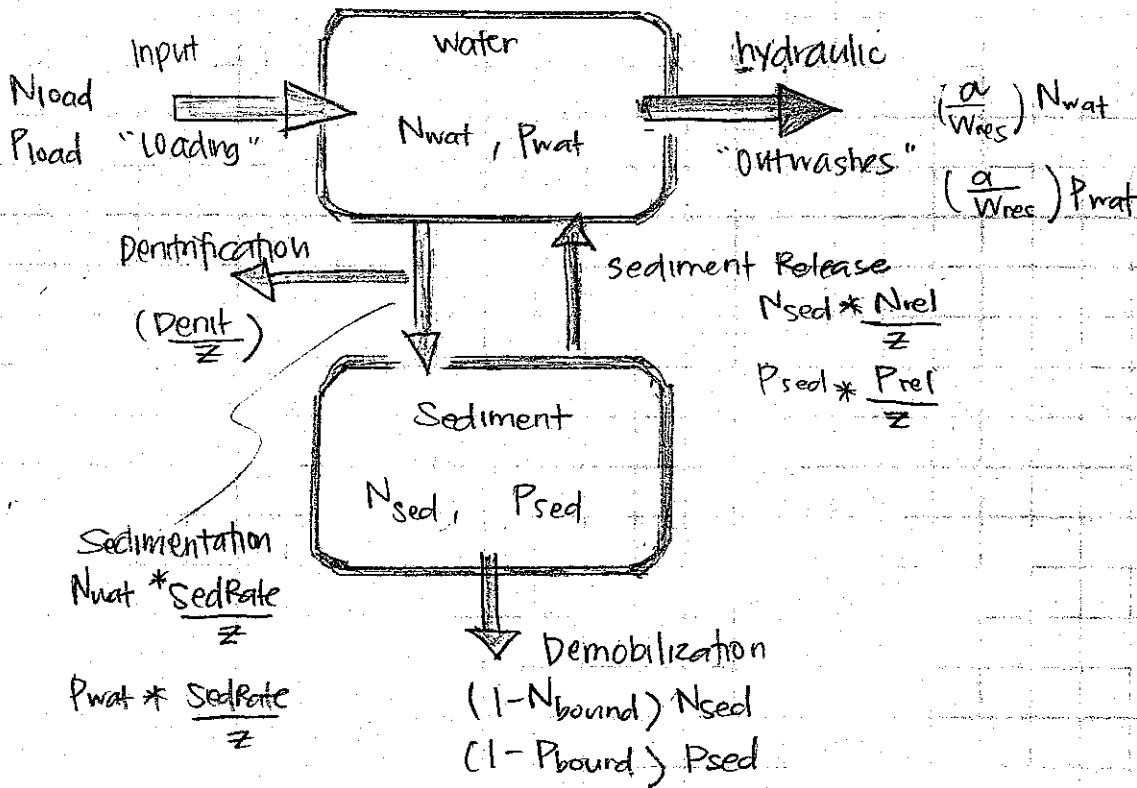 Input
Nload
Pload "Loading"
water
Nwat, Pwat
hydraulic
"outwashes"
(a/Wres) Nwat
(a/Wres) Pwat
Denitrification
(Denit/z)
Sediment Release
Nsed * Nrel/z
Psed * Prel/z
Sediment
Nsed, Psed
Sedimentation
Nwat * SedRate/z
Pwat * SedRate/z
Demobilization
(1-Nbound) Nsed
(1-Pbound) Psed